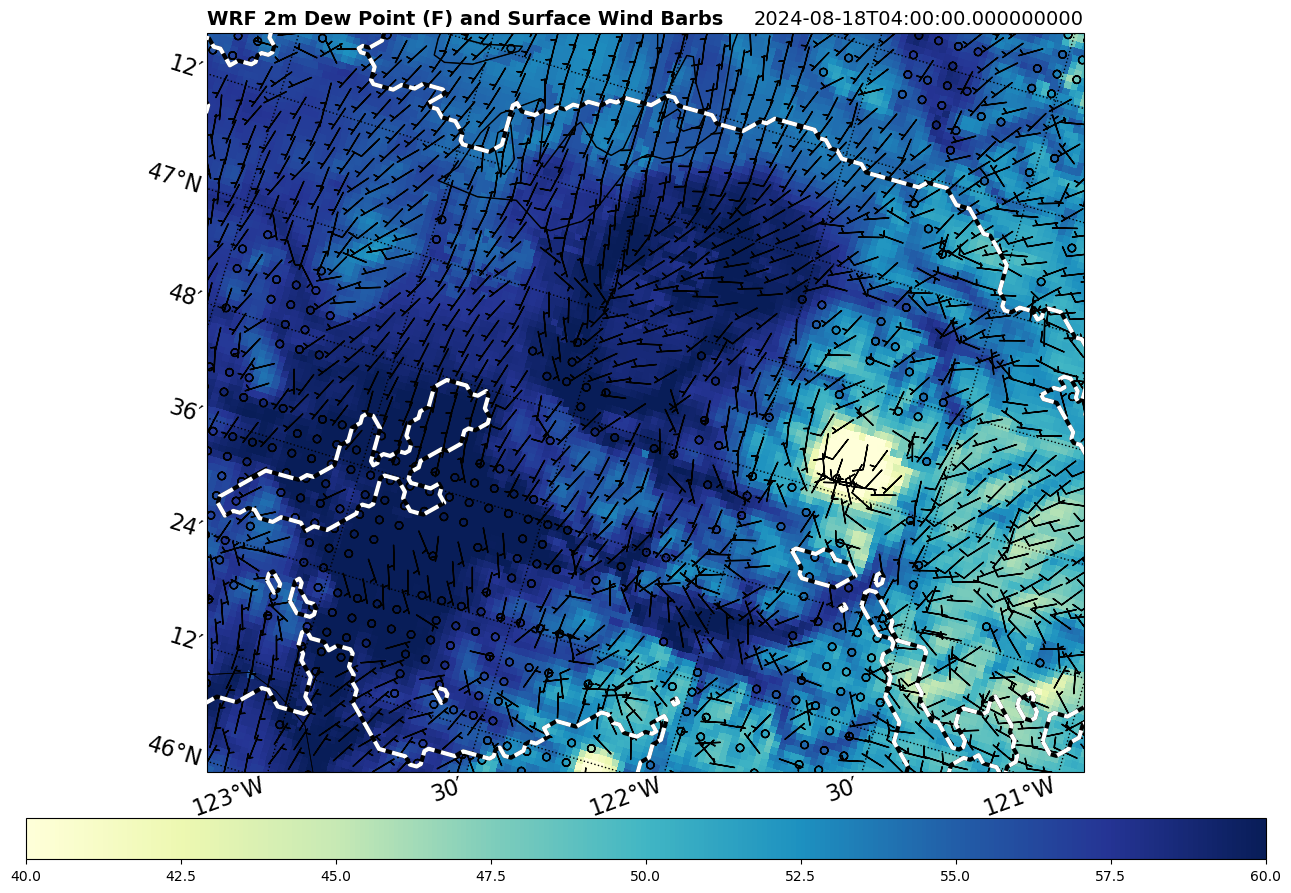 WRF 2m Dew Point (F) and Surface Wind Barbs 2024-08-18T04:00:00.000000000
12′
47°N
48′
36′
24′
12′
46°N
123°W 30′ 122°W 30′ 121°W
40.0 42.5 45.0 47.5 50.0 52.5 55.0 57.5 60.0